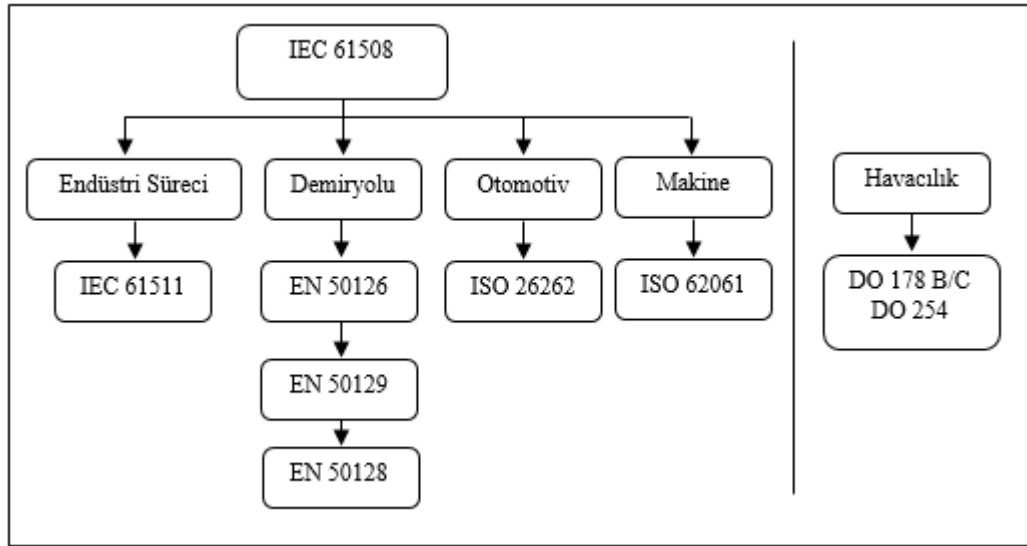 IEC 61508
Endüstri Süreci
Demiryolu
Otomotiv
Makine
Havacılık
IEC 61511
EN 50126
ISO 26262
ISO 62061
DO 178 B/C
DO 254
EN 50129
EN 50128